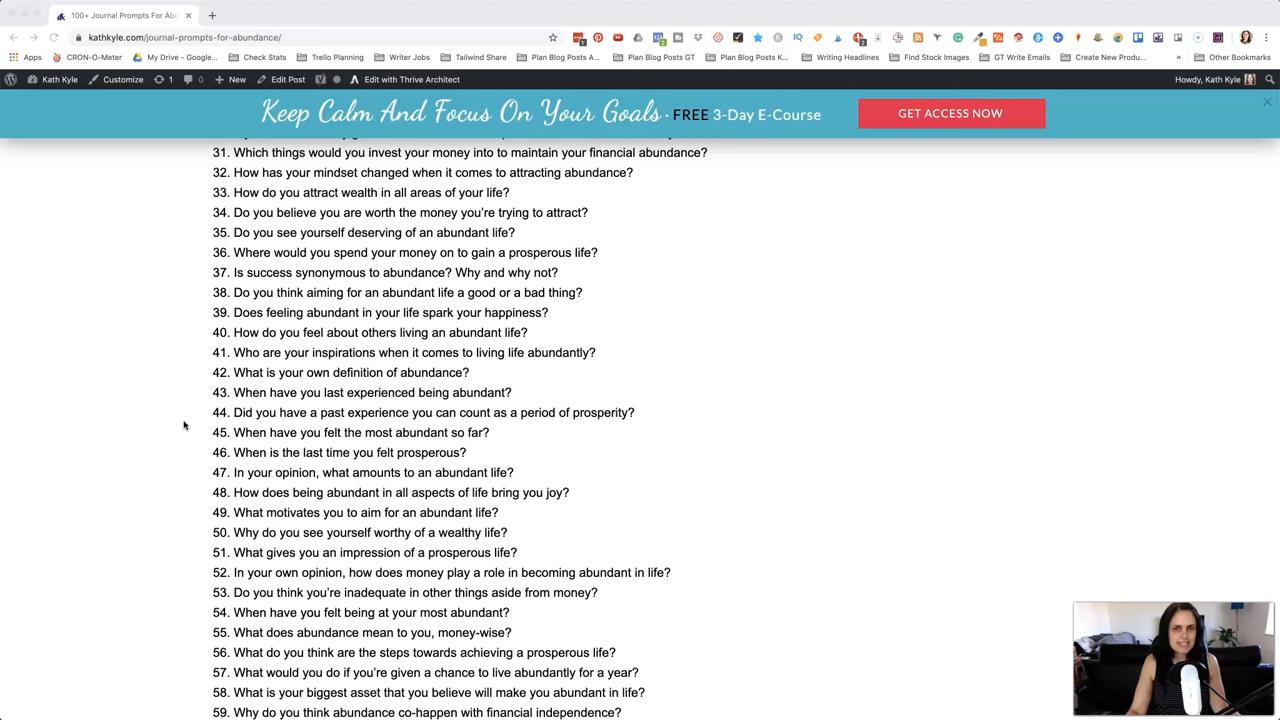 100+ Journal Prompts For Abu
kathkyle.com/journal-prompts-for-abundance/
Apps CRON-O-Meter My Drive – Google... Check Stats Trello Planning Writer Jobs Tailwind Share Plan Blog Posts A... Plan Blog Posts GT Plan Blog Posts K... Writing Headlines Find Stock Images GT Write Emails Create New Produ... » Other Bookmarks
Kath Kyle Customize 1 0 New Edit Post Edit with Thrive Architect Howdy, Kath Kyle
Keep Calm And Focus On Your Goals · FREE 3-Day E-Course GET ACCESS NOW
31. Which things would you invest your money into to maintain your financial abundance?
32. How has your mindset changed when it comes to attracting abundance?
33. How do you attract wealth in all areas of your life?
34. Do you believe you are worth the money you're trying to attract?
35. Do you see yourself deserving of an abundant life?
36. Where would you spend your money on to gain a prosperous life?
37. Is success synonymous to abundance? Why and why not?
38. Do you think aiming for an abundant life a good or a bad thing?
39. Does feeling abundant in your life spark your happiness?
40. How do you feel about others living an abundant life?
41. Who are your inspirations when it comes to living life abundantly?
42. What is your own definition of abundance?
43. When have you last experienced being abundant?
44. Did you have a past experience you can count as a period of prosperity?
45. When have you felt the most abundant so far?
46. When is the last time you felt prosperous?
47. In your opinion, what amounts to an abundant life?
48. How does being abundant in all aspects of life bring you joy?
49. What motivates you to aim for an abundant life?
50. Why do you see yourself worthy of a wealthy life?
51. What gives you an impression of a prosperous life?
52. In your own opinion, how does money play a role in becoming abundant in life?
53. Do you think you're inadequate in other things aside from money?
54. When have you felt being at your most abundant?
55. What does abundance mean to you, money-wise?
56. What do you think are the steps towards achieving a prosperous life?
57. What would you do if you're given a chance to live abundantly for a year?
58. What is your biggest asset that you believe will make you abundant in life?
59. Why do you think abundance co-happen with financial independence?